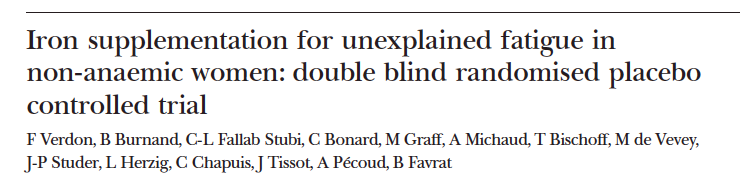 Iron supplementation for unexplained fatigue in
non-anaemic women: double blind randomised placebo
controlled trial
F Verdon, B Burnand, C-L Fallab Stubi, C Bonard, M Graff, A Michaud, T Bischoff, M de Vevey,
J-P Studer, L Herzig, C Chapuis, J Tissot, A Pécoud, B Favrat